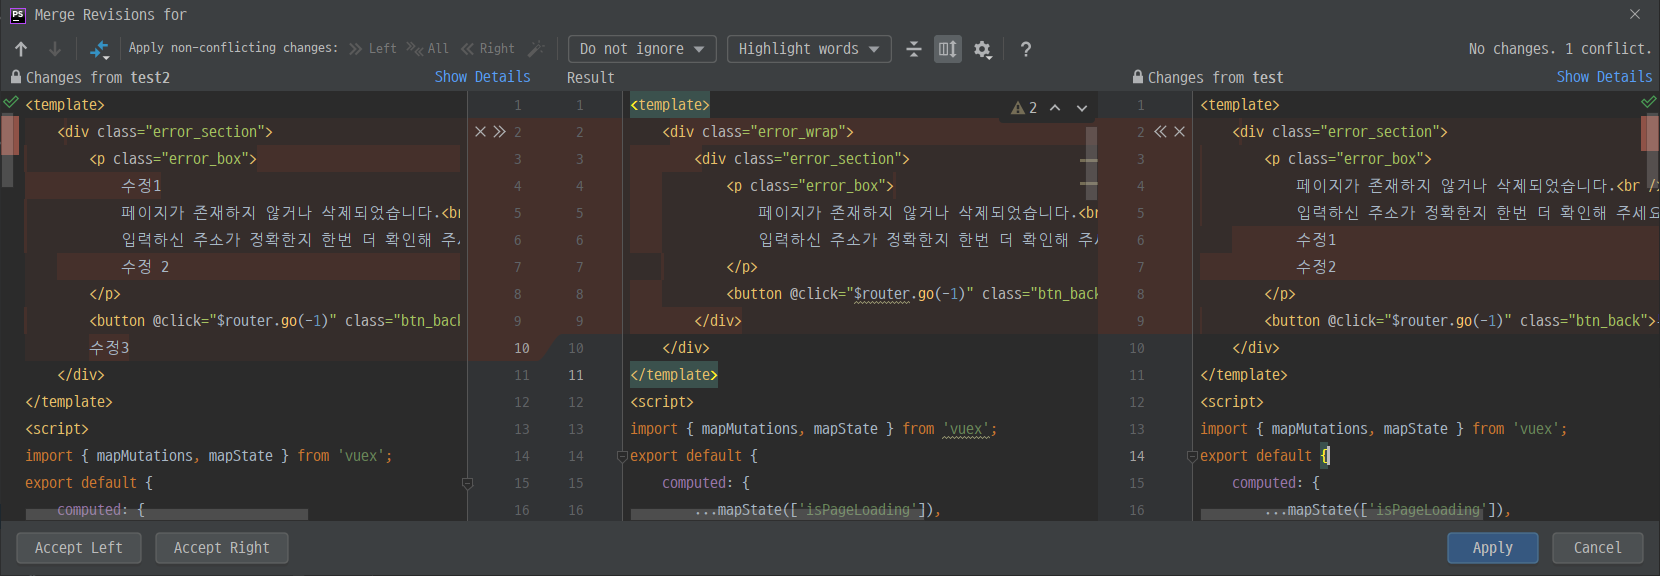 PS Merge Revisions for
Apply non-conflicting changes: Left All Right Do not ignore Highlight words ? No changes. 1 conflict.
Changes from test2 Show Details Result Changes from test Show Details
<template>
<div class="error_section">
<p class="error_box">
수정1
페이지가 존재하지 않거나 삭제되었습니다.<br
입력하신 주소가 정확한지 한번 더 확인해 주
수정 2
</p>
<button @click="$router.go(-1)" class="btn_back
수정3
</div>
</template>
<script>
import { mapMutations, mapState } from 'vuex';
export default {
computed: {
1 1
2 2
3 3
4 4
5 5
6 6
7 7
8 8
9 9
10 10
11 11
12 12
13 13
14 14
15 15
16 16
<template>
2
<div class="error_wrap">
<div class="error_section">
<p class="error_box">
페이지가 존재하지 않거나 삭제되었습니다.<br
입력하신 주소가 정확한지 한번 더 확인해 주
</p>
<button @click="$router.go(-1)" class="btn_back
</div>
</div>
</template>
<script>
import { mapMutations, mapState } from 'vuex';
export default {
computed: {
...mapState(['isPageLoading']),
1 <template>
2 <div class="error_section">
3 <p class="error_box">
4 페이지가 존재하지 않거나 삭제되었습니다.<br /
5 입력하신 주소가 정확한지 한번 더 확인해 주세요
6 수정1
7 수정2
8 </p>
9 <button @click="$router.go(-1)" class="btn_back">
10 </div>
11 </template>
12 <script>
13 import { mapMutations, mapState } from 'vuex';
14 export default {
15 computed: {
16 ...mapState(['isPageLoading']),
Accept Left Accept Right Apply Cancel